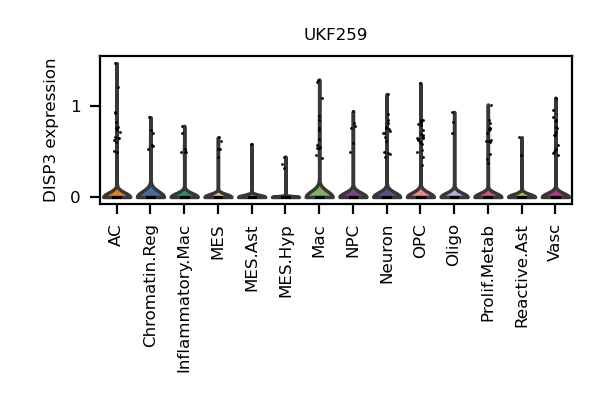 UKF259
DISP3 expression
1
0
AC
Chromatin.Reg
Inflammatory.Mac
MES
MES.Ast
MES.Hyp
Mac
NPC
Neuron
OPC
Oligo
Prolif.Metab
Reactive.Ast
Vasc